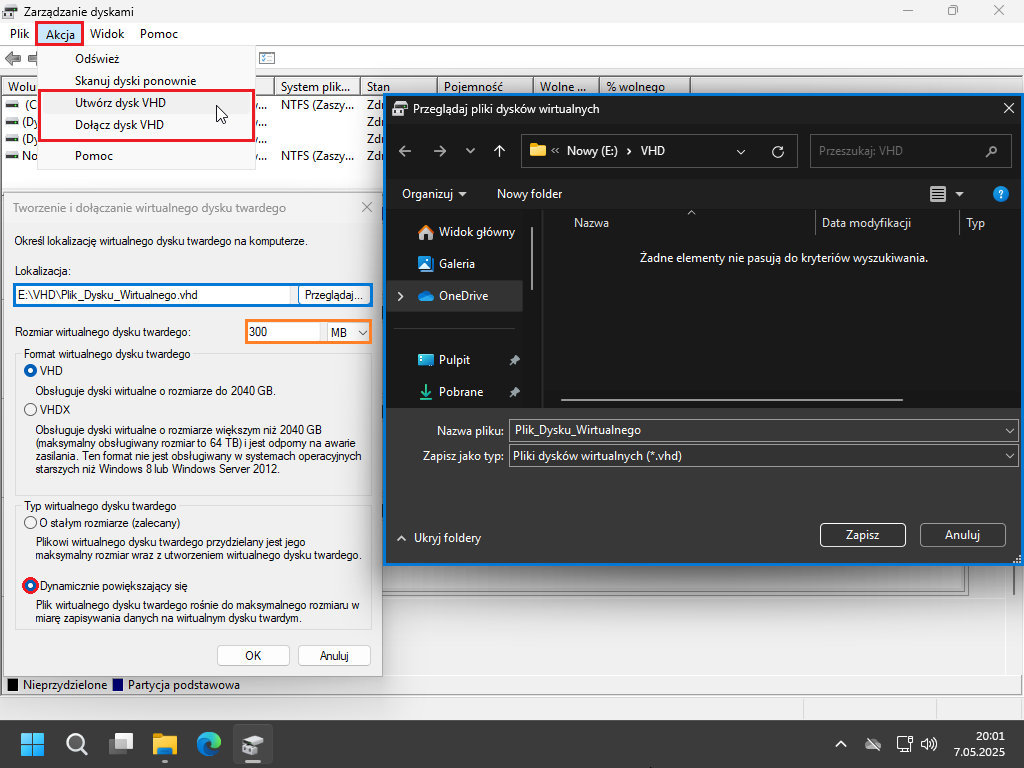 Zarządzanie dyskami
Plik Akcja Widok Pomoc
Odśwież
Skanuj dyski ponownie
Utwórz dysk VHD
Dołącz dysk VHD
Pomoc
Wolu System plik... Stan Pojemność Wolne ... % wolnego
(C NTFS (Zaszy... Zdr
(Dy Zdr
(Dy Zdr
No NTFS (Zaszy... Zdr
Tworzenie i dołączanie wirtualnego dysku twardego
Określ lokalizację wirtualnego dysku twardego na komputerze.
Lokalizacja:
E:\VHD\Plik_Dysku_Wirtualnego.vhd Przeglądaj...
Rozmiar wirtualnego dysku twardego: 300 MB
Format wirtualnego dysku twardego
VHD
Obsługuje dyski wirtualne o rozmiarze do 2040 GB.
VHDX
Obsługuje dyski wirtualne o rozmiarze większym niż 2040 GB
(maksymalny obsługiwany rozmiar to 64 TB) i jest odporny na awarie
zasilania. Ten format nie jest obsługiwany w systemach operacyjnych
starszych niż Windows 8 lub Windows Server 2012.
Typ wirtualnego dysku twardego
O stałym rozmiarze (zalecany)
Plikowi wirtualnego dysku twardego przydzielany jest jego
maksymalny rozmiar wraz z utworzeniem wirtualnego dysku twardego.
Dynamicznie powiększający się
Plik wirtualnego dysku twardego rośnie do maksymalnego rozmiaru w
miarę zapisywania danych na wirtualnym dysku twardym.
OK Anuluj
Przeglądaj pliki dysków wirtualnych
Nowy (E:) VHD Przeszukaj: VHD
Organizuj Nowy folder
Widok główny
Galeria
OneDrive
Pulpit
Pobrane
Nazwa Data modyfikacji Typ
Żadne elementy nie pasują do kryteriów wyszukiwania.
Nazwa pliku: Plik_Dysku_Wirtualnego
Zapisz jako typ: Pliki dysków wirtualnych (*.vhd)
Ukryj foldery Zapisz Anuluj
Nieprzydzielone Partycja podstawowa
20:01
7.05.2025